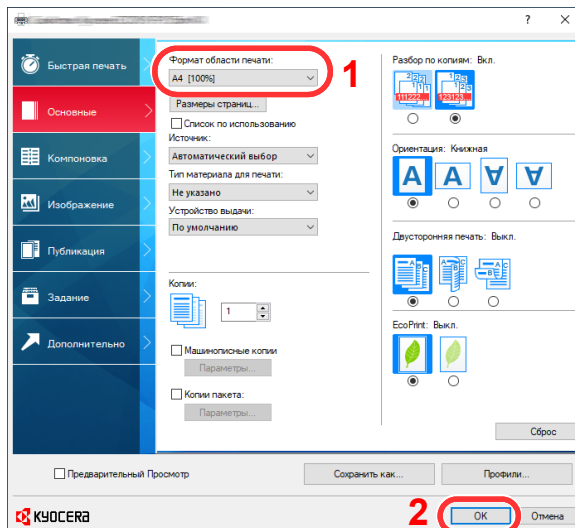 ? ✕
Быстрая печать
Основные
Компоновка
Изображение
Публикация
Задание
Дополнительно
Формат области печати:
A4 [100%]
1
Размеры страниц...
Список по использованию
Источник:
Автоматический выбор
Тип материала для печати:
Не указано
Устройство выдачи:
По умолчанию
Копии:
1
Машинописные копии
Параметры...
Копии пакета:
Параметры...
Разбор по копиям: Вкл.
111222 123123
Ориентация: Книжная
A A A A
Двусторонняя печать: Выкл.
EcoPrint: Выкл.
Сброс
Предварительный Просмотр
Сохранить как...
Профили...
KYOCERA
2
OK
Отмена